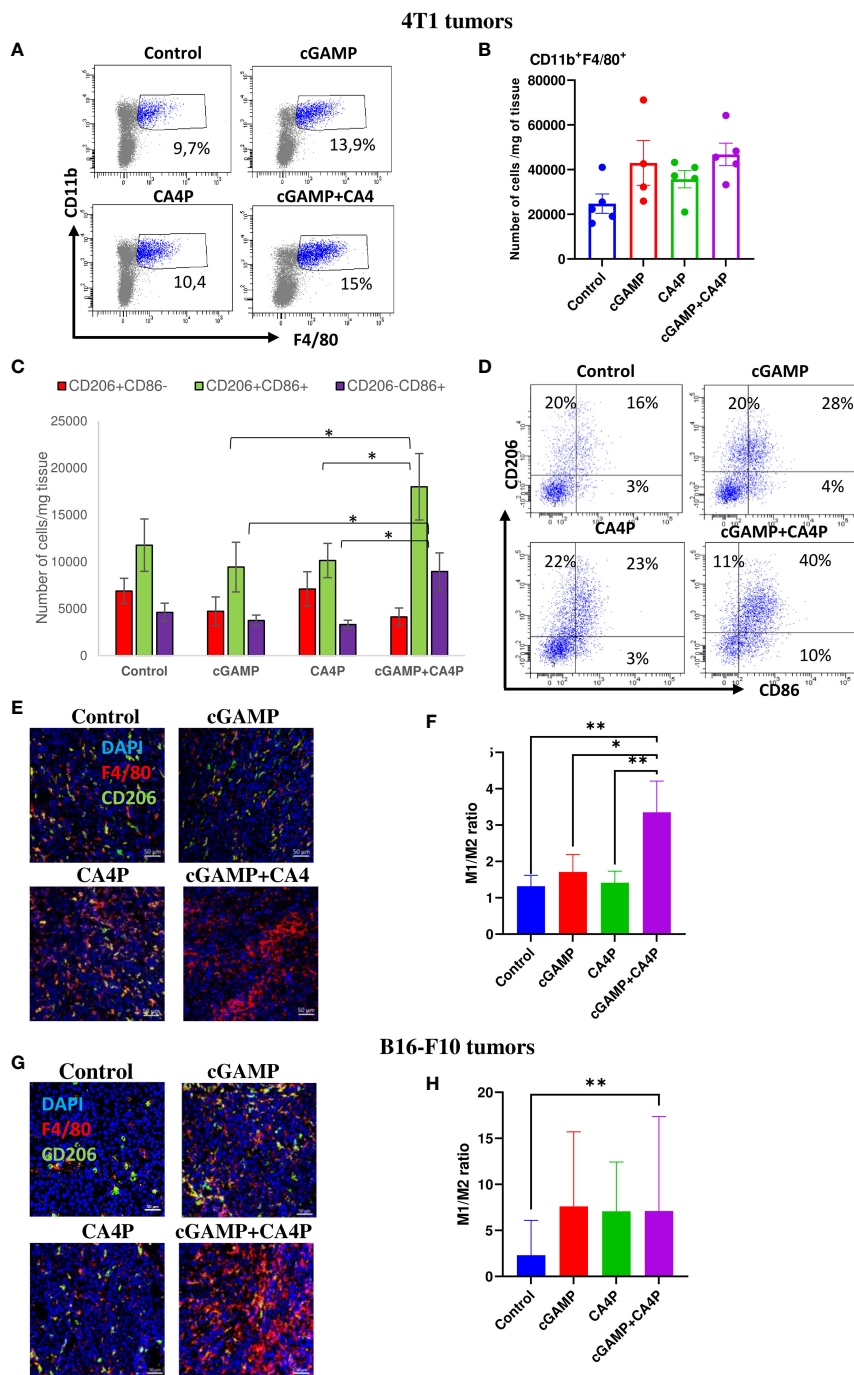 4T1 tumors
A
Control
cGAMP
9,7%
13,9%
CA4P
cGAMP+CA4
10,4
15%
CD11b
F4/80
B
CD11b+F4/80+
Number of cells /mg of tissue
80000
60000
40000
20000
0
Control
cGAMP
CA4P
cGAMP+CA4P
C
CD206+CD86-
CD206+CD86+
CD206-CD86+
Number of cells/mg tissue
25000
20000
15000
10000
5000
0
*
*
*
*
Control
cGAMP
CA4P
cGAMP+CA4P
D
Control
cGAMP
20%
16%
3%
20%
28%
4%
CA4P
cGAMP+CA4P
22%
23%
3%
11%
40%
10%
CD206
CD86
E
Control
cGAMP
DAPI
F4/80
CD206
50 µm
50 µm
CA4P
cGAMP+CA4
50 µm
50 µm
F
M1/M2 ratio
5
4
3
2
1
0
**
*
**
Control
cGAMP
CA4P
cGAMP+CA4P
B16-F10 tumors
G
Control
cGAMP
DAPI
F4/80
CD206
50 µm
CA4P
cGAMP+CA4P
H
M1/M2 ratio
20
15
10
5
0
**
Control
cGAMP
CA4P
cGAMP+CA4P